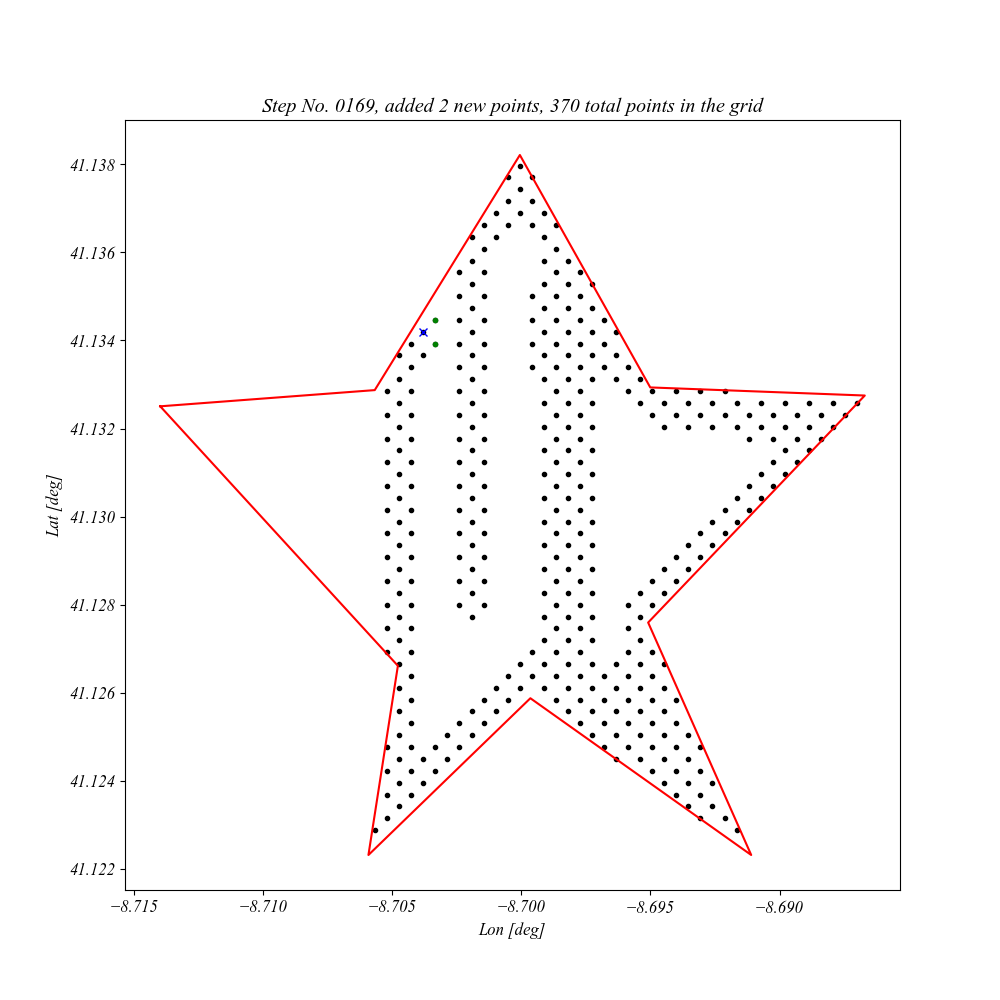 Step No. 0169, added 2 new points, 370 total points in the grid
41.138
41.136
41.134
41.132
41.130
41.128
41.126
41.124
41.122
Lat [deg]
−8.715 −8.710 −8.705 −8.700 −8.695 −8.690
Lon [deg]